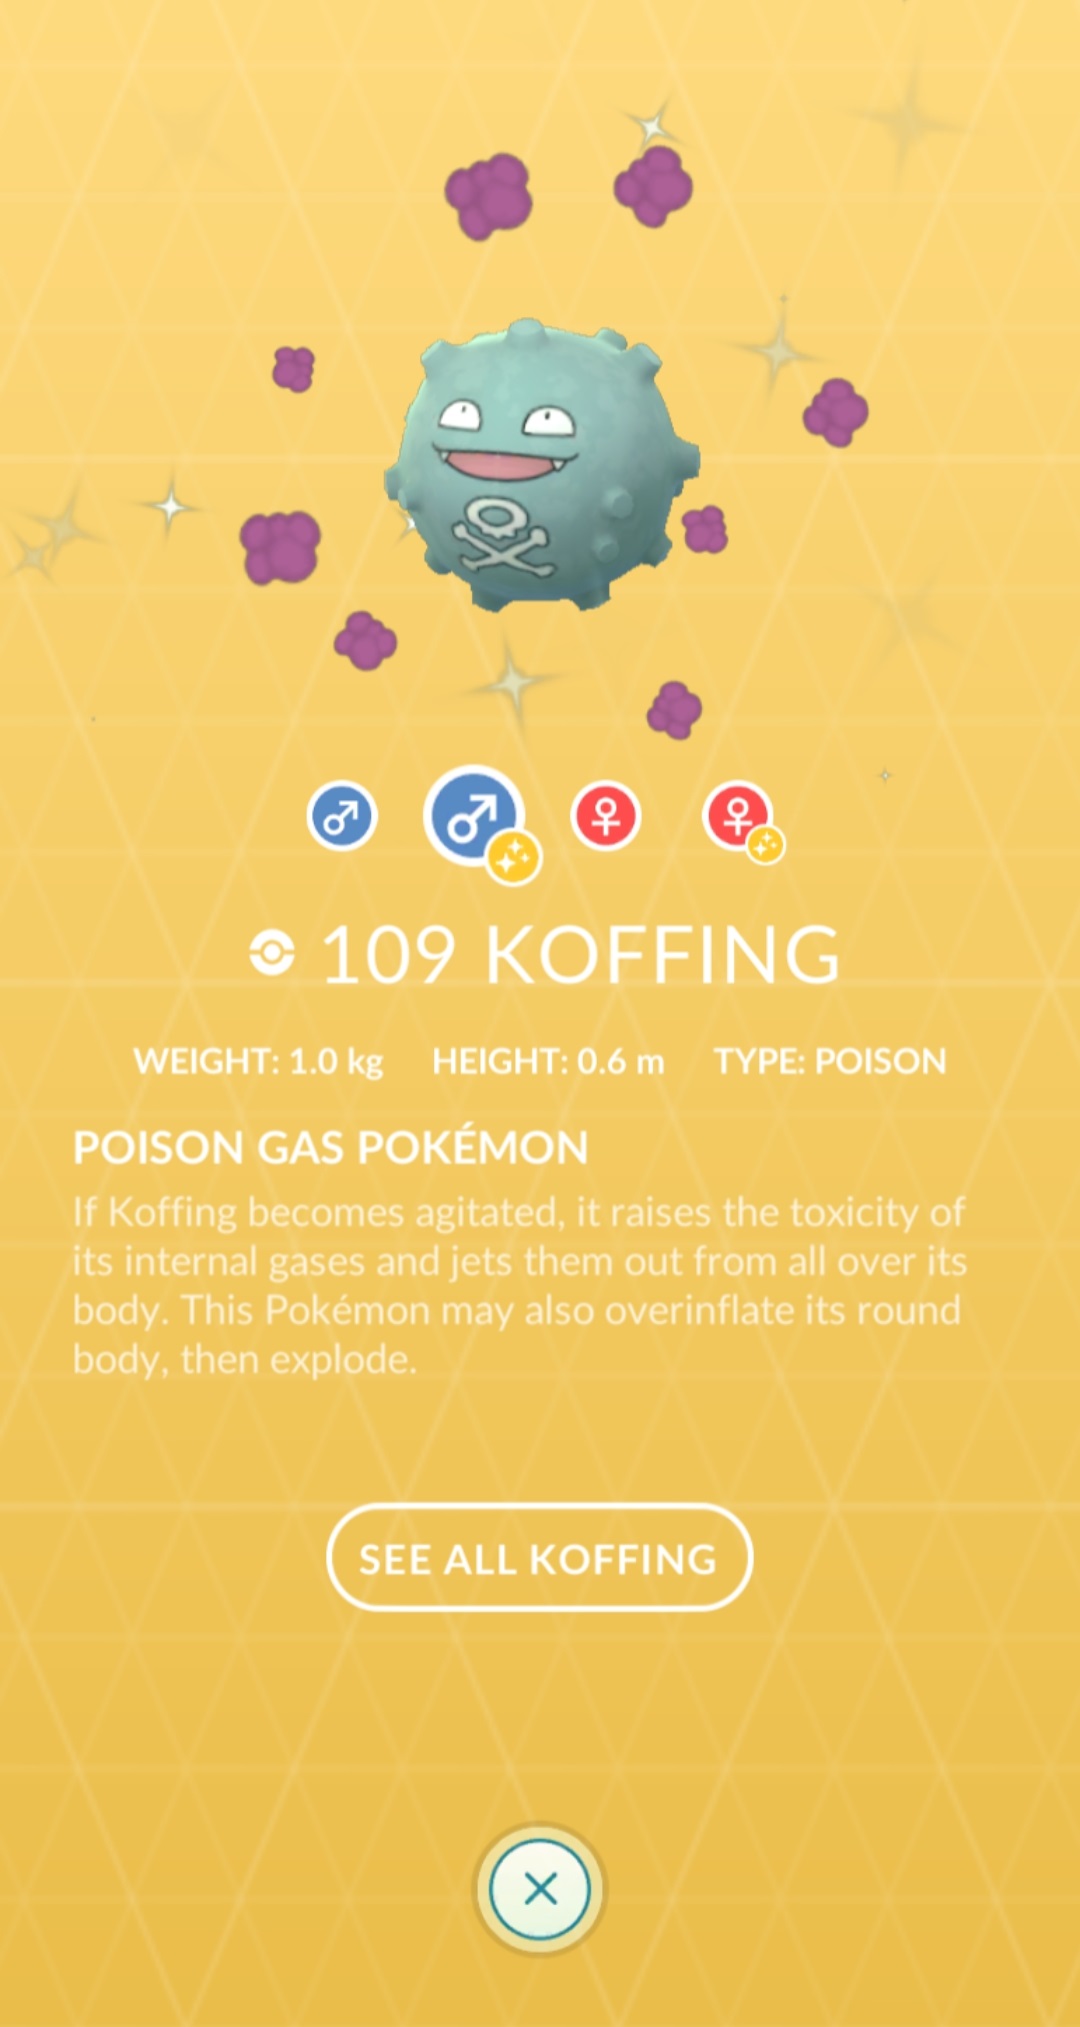 109 KOFFING
WEIGHT: 1.0 kg HEIGHT: 0.6 m TYPE: POISON
POISON GAS POKÉMON
If Koffing becomes agitated, it raises the toxicity of
its internal gases and jets them out from all over its
body. This Pokémon may also overinflate its round
body, then explode.
SEE ALL KOFFING